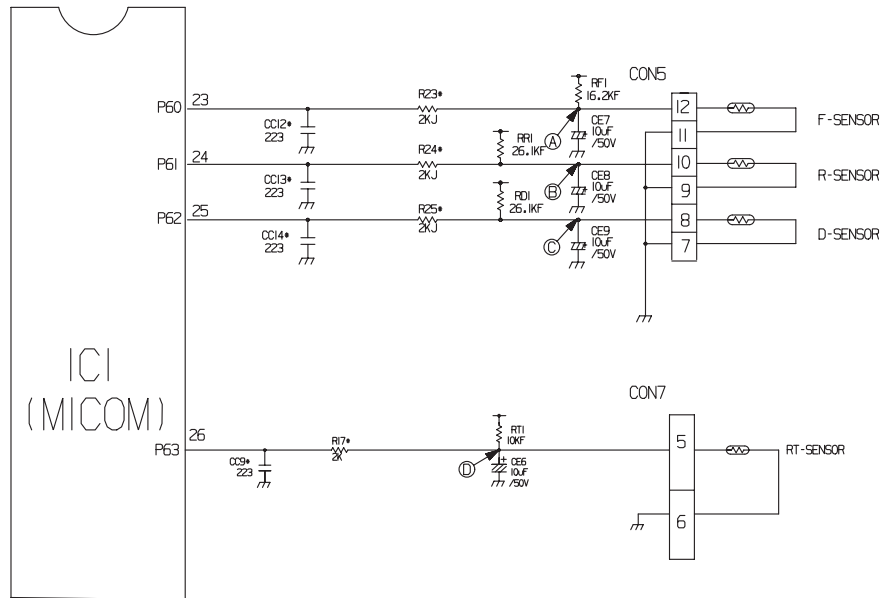 RF1
16.2KF
CON5
P60
23
R23*
2KJ
12
F-SENSOR
CC12*
223
A
CE7
10uF
/50V
11
RR1
26.1KF
P61
24
R24*
2KJ
10
R-SENSOR
CC13*
223
B
CE8
10uF
/50V
9
RD1
26.1KF
P62
25
R25*
2KJ
8
D-SENSOR
CC14*
223
C
CE9
10uF
/50V
7
IC1
(MICOM)
CON7
P63
26
R17*
2K
RT1
10KF
5
RT-SENSOR
CC9*
223
D
CE6
10uF
/50V
6